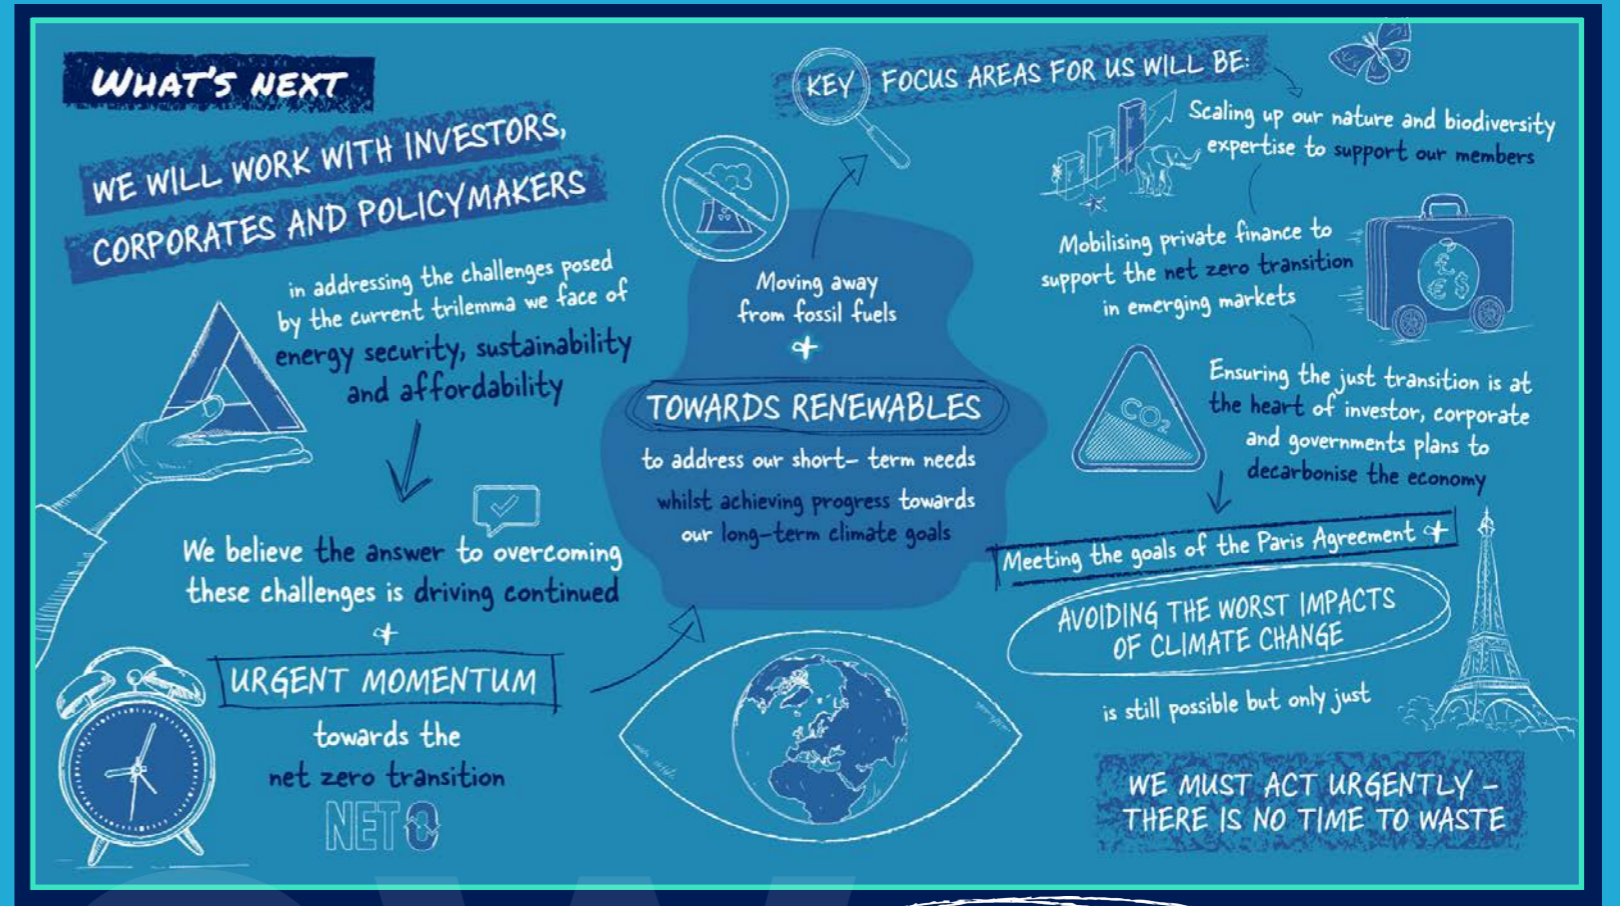 WHAT'S NEXT
WE WILL WORK WITH INVESTORS,
CORPORATES AND POLICYMAKERS
in addressing the challenges posed
by the current trilemma we face of
energy security, sustainability
and affordability
We believe the answer to overcoming
these challenges is driving continued
+
URGENT MOMENTUM
towards the
net zero transition
NET 0
Moving away
from fossil fuels
+
TOWARDS RENEWABLES
to address our short- term needs
whilst achieving progress towards
our long-term climate goals
KEY FOCUS AREAS FOR US WILL BE:
Scaling up our nature and biodiversity
expertise to support our members
Mobilising private finance to
support the net zero transition
in emerging markets
£
€ $
Ensuring the just transition is at
the heart of investor, corporate
and governments plans to
decarbonise the economy
CO₂
Meeting the goals of the Paris Agreement +
AVOIDING THE WORST IMPACTS
OF CLIMATE CHANGE
is still possible but only just
WE MUST ACT URGENTLY –
THERE IS NO TIME TO WASTE